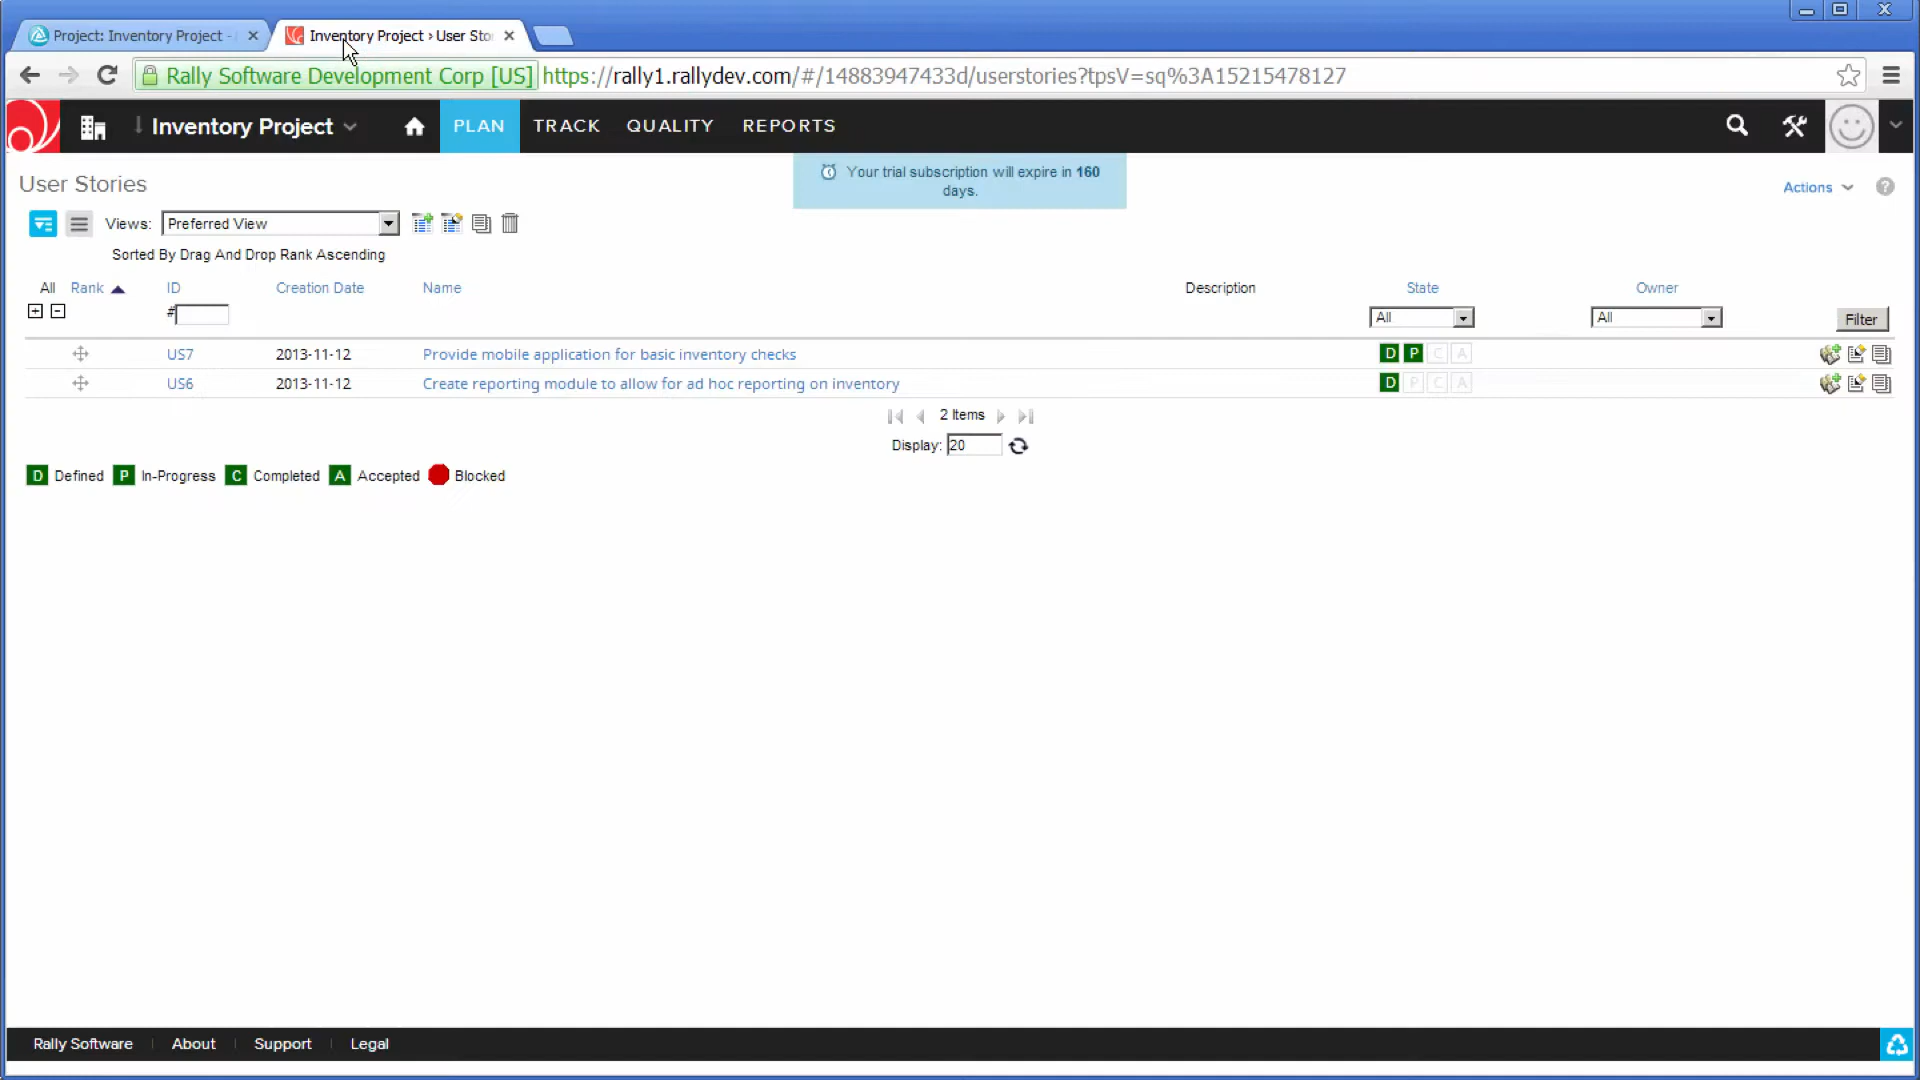 Project: Inventory Project -
Inventory Project › User Sto
Rally Software Development Corp [US] https://rally1.rallydev.com/#/14883947433d/userstories?tpsV=sq%3A15215478127
Inventory Project PLAN TRACK QUALITY REPORTS
Your trial subscription will expire in 160
days.
User Stories
Actions
Views: Preferred View
Sorted By Drag And Drop Rank Ascending
All Rank ID Creation Date Name Description State Owner
# All All Filter
US7 2013-11-12 Provide mobile application for basic inventory checks D P C A
US6 2013-11-12 Create reporting module to allow for ad hoc reporting on inventory D P C A
2 Items
Display: 20
D Defined P In-Progress C Completed A Accepted Blocked
Rally Software About Support Legal